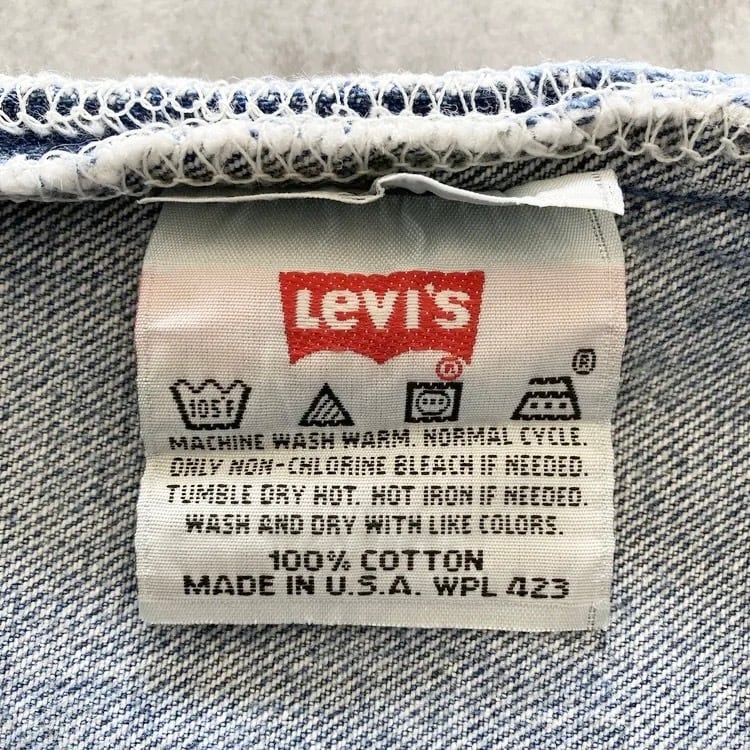 Levi's
®
105F
®
MACHINE WASH WARM. NORMAL CYCLE.
ONLY NON-CHLORINE BLEACH IF NEEDED.
TUMBLE DRY HOT. HOT IRON IF NEEDED.
WASH AND DRY WITH LIKE COLORS.
100% COTTON
MADE IN U.S.A. WPL 423